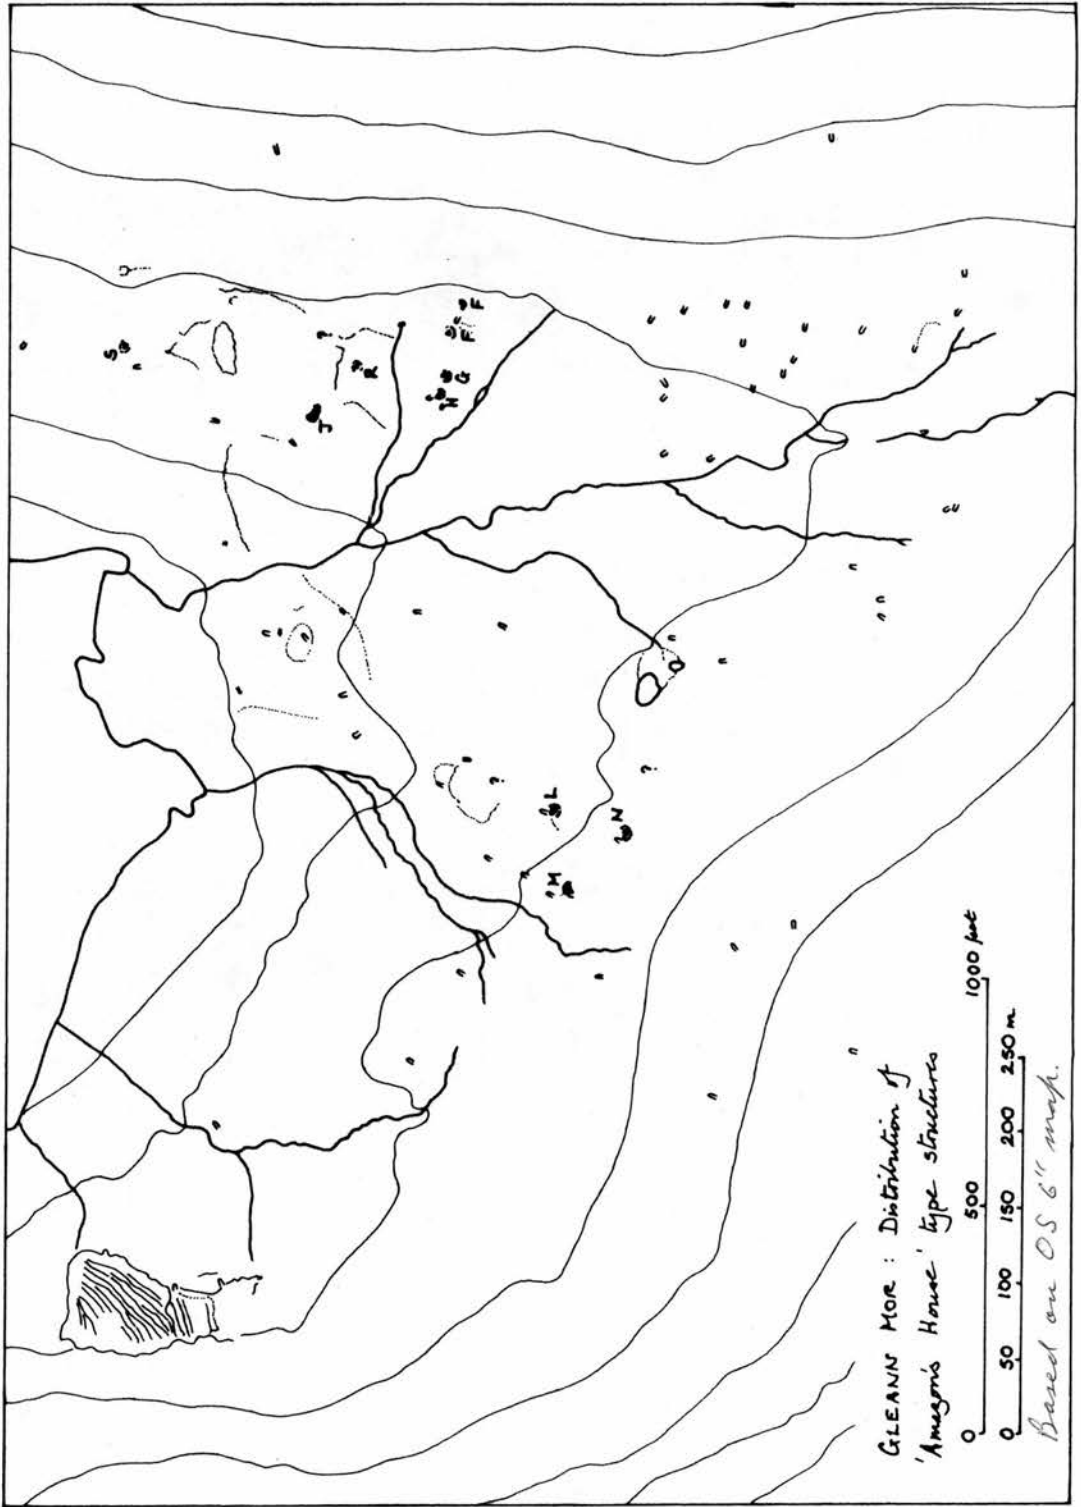 GLEANN MOR : Distribution of
'Amazon's House' type structures
0 500 1000 feet
0 50 100 150 200 250 m
Based on OS 6" map.
S
?
J
R
F
F
G
H
?
L
?
N
M